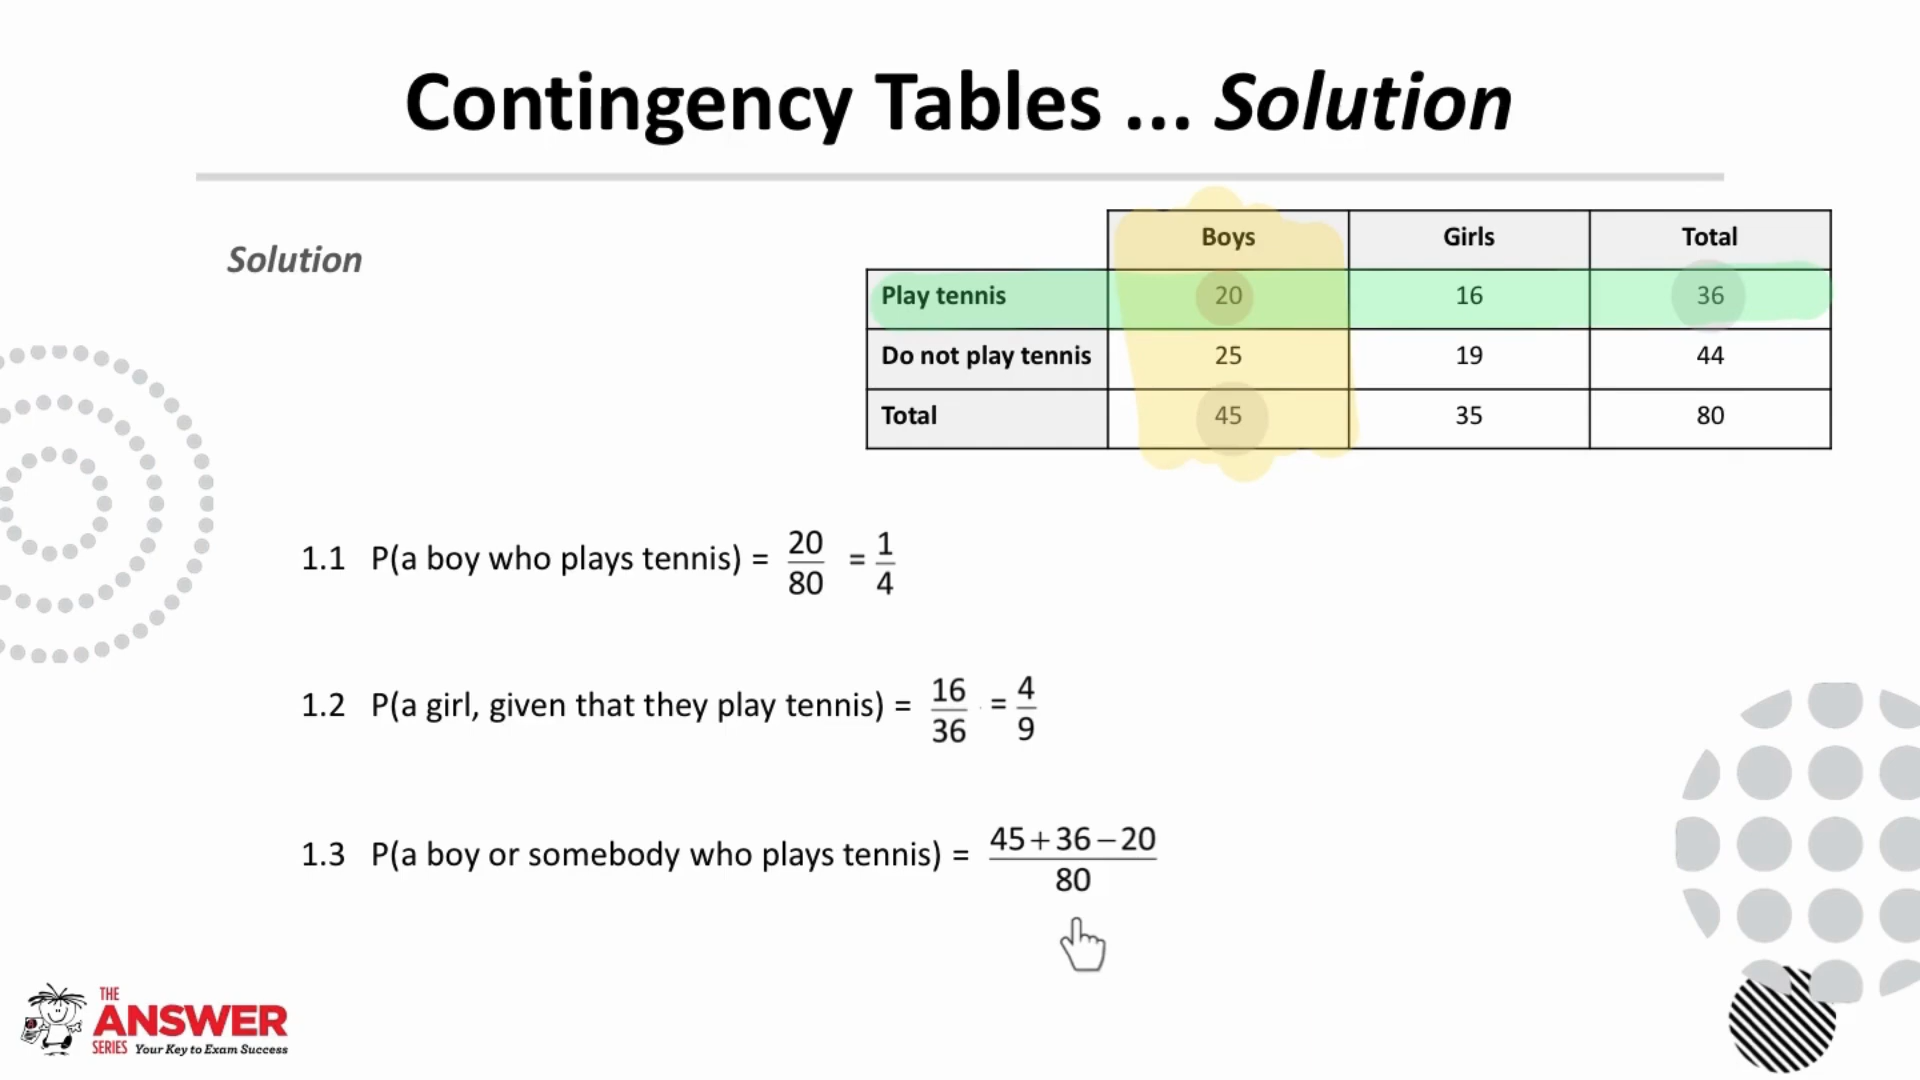 Contingency Tables ... Solution
Solution
Boys Girls Total
Play tennis 20 16 36
Do not play tennis 25 19 44
Total 45 35 80
1.1 P(a boy who plays tennis) = 20/80 = 1/4
1.2 P(a girl, given that they play tennis) = 16/36 = 4/9
1.3 P(a boy or somebody who plays tennis) = 45+36−20/80
THE
ANSWER
SERIES Your Key to Exam Success